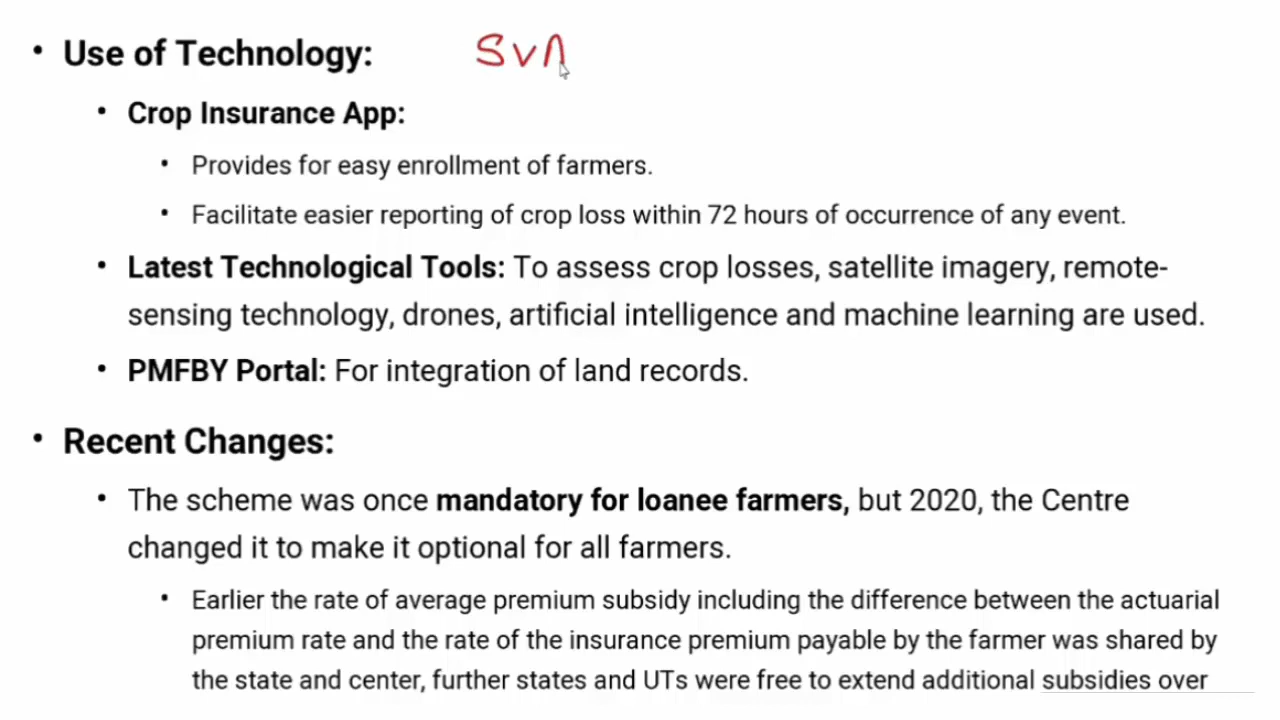 • Use of Technology: SVA
• Crop Insurance App:
• Provides for easy enrollment of farmers.
• Facilitate easier reporting of crop loss within 72 hours of occurrence of any event.
• Latest Technological Tools: To assess crop losses, satellite imagery, remote-
sensing technology, drones, artificial intelligence and machine learning are used.
• PMFBY Portal: For integration of land records.
• Recent Changes:
• The scheme was once mandatory for loanee farmers, but 2020, the Centre
changed it to make it optional for all farmers.
• Earlier the rate of average premium subsidy including the difference between the actuarial
premium rate and the rate of the insurance premium payable by the farmer was shared by
the state and center, further states and UTs were free to extend additional subsidies over